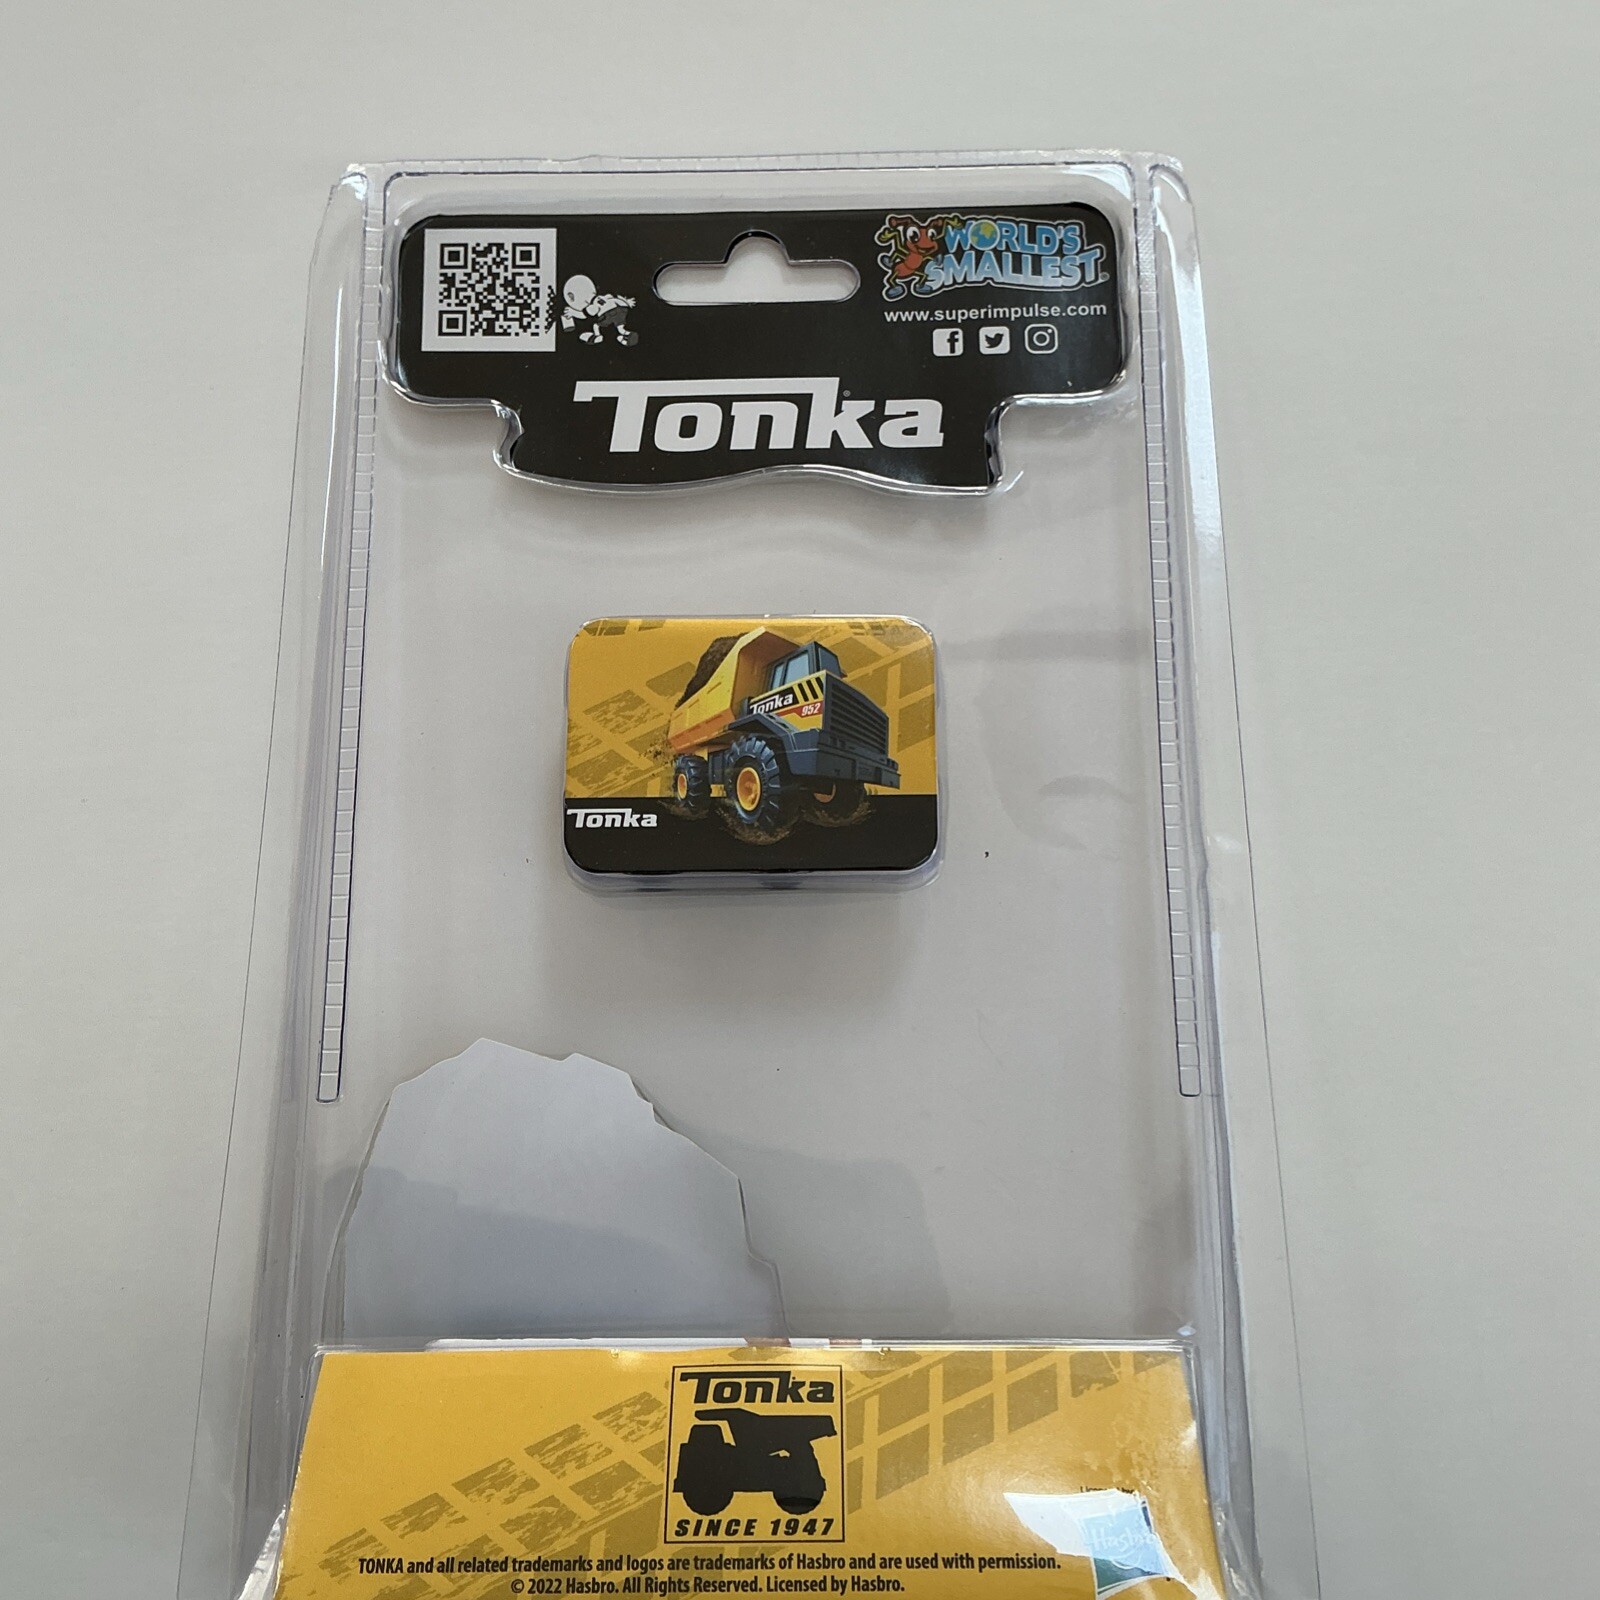 WORLD'S
SMALLEST
www.superimpulse.com
Tonka
Tonka
952
Tonka
Tonka
SINCE 1947
Hasbro
TONKA and all related trademarks and logos are trademarks of Hasbro and are used with permission.
© 2022 Hasbro. All Rights Reserved. Licensed by Hasbro.